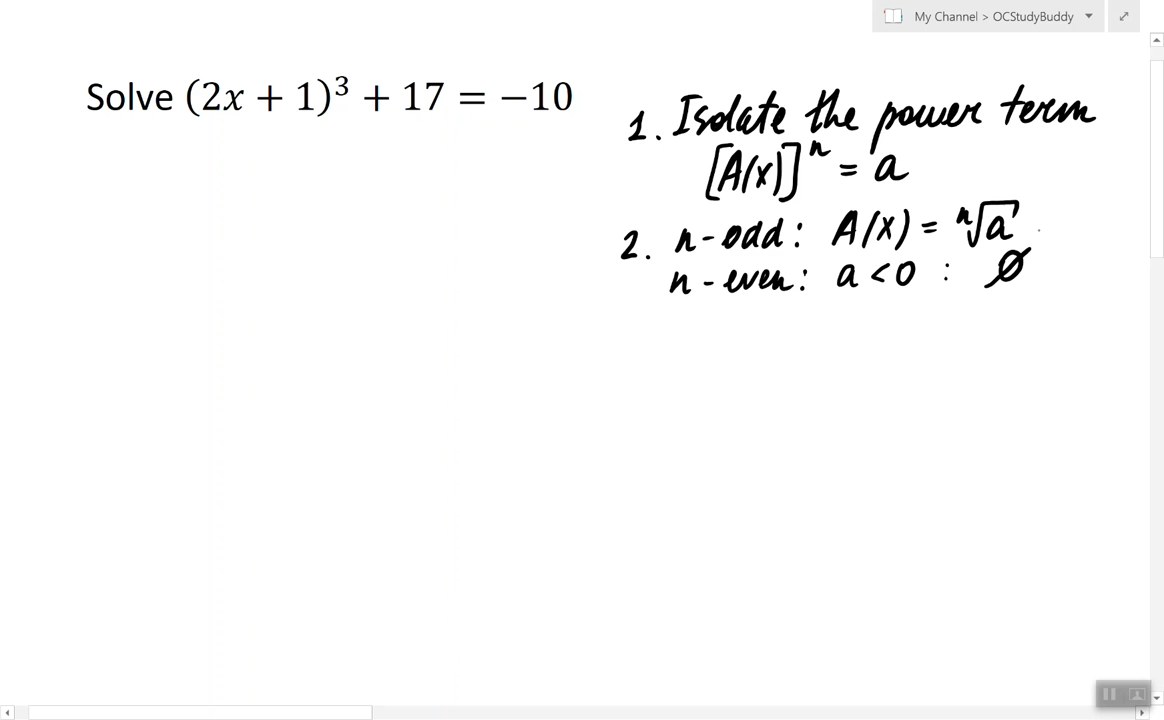 My Channel > OCStudyBuddy
Solve (2x + 1)³ + 17 = −10
1. Isolate the power term
[A(x)]ⁿ = a
2. n-odd: A(x) = ⁿ√a
n-even: a < 0 : ∅